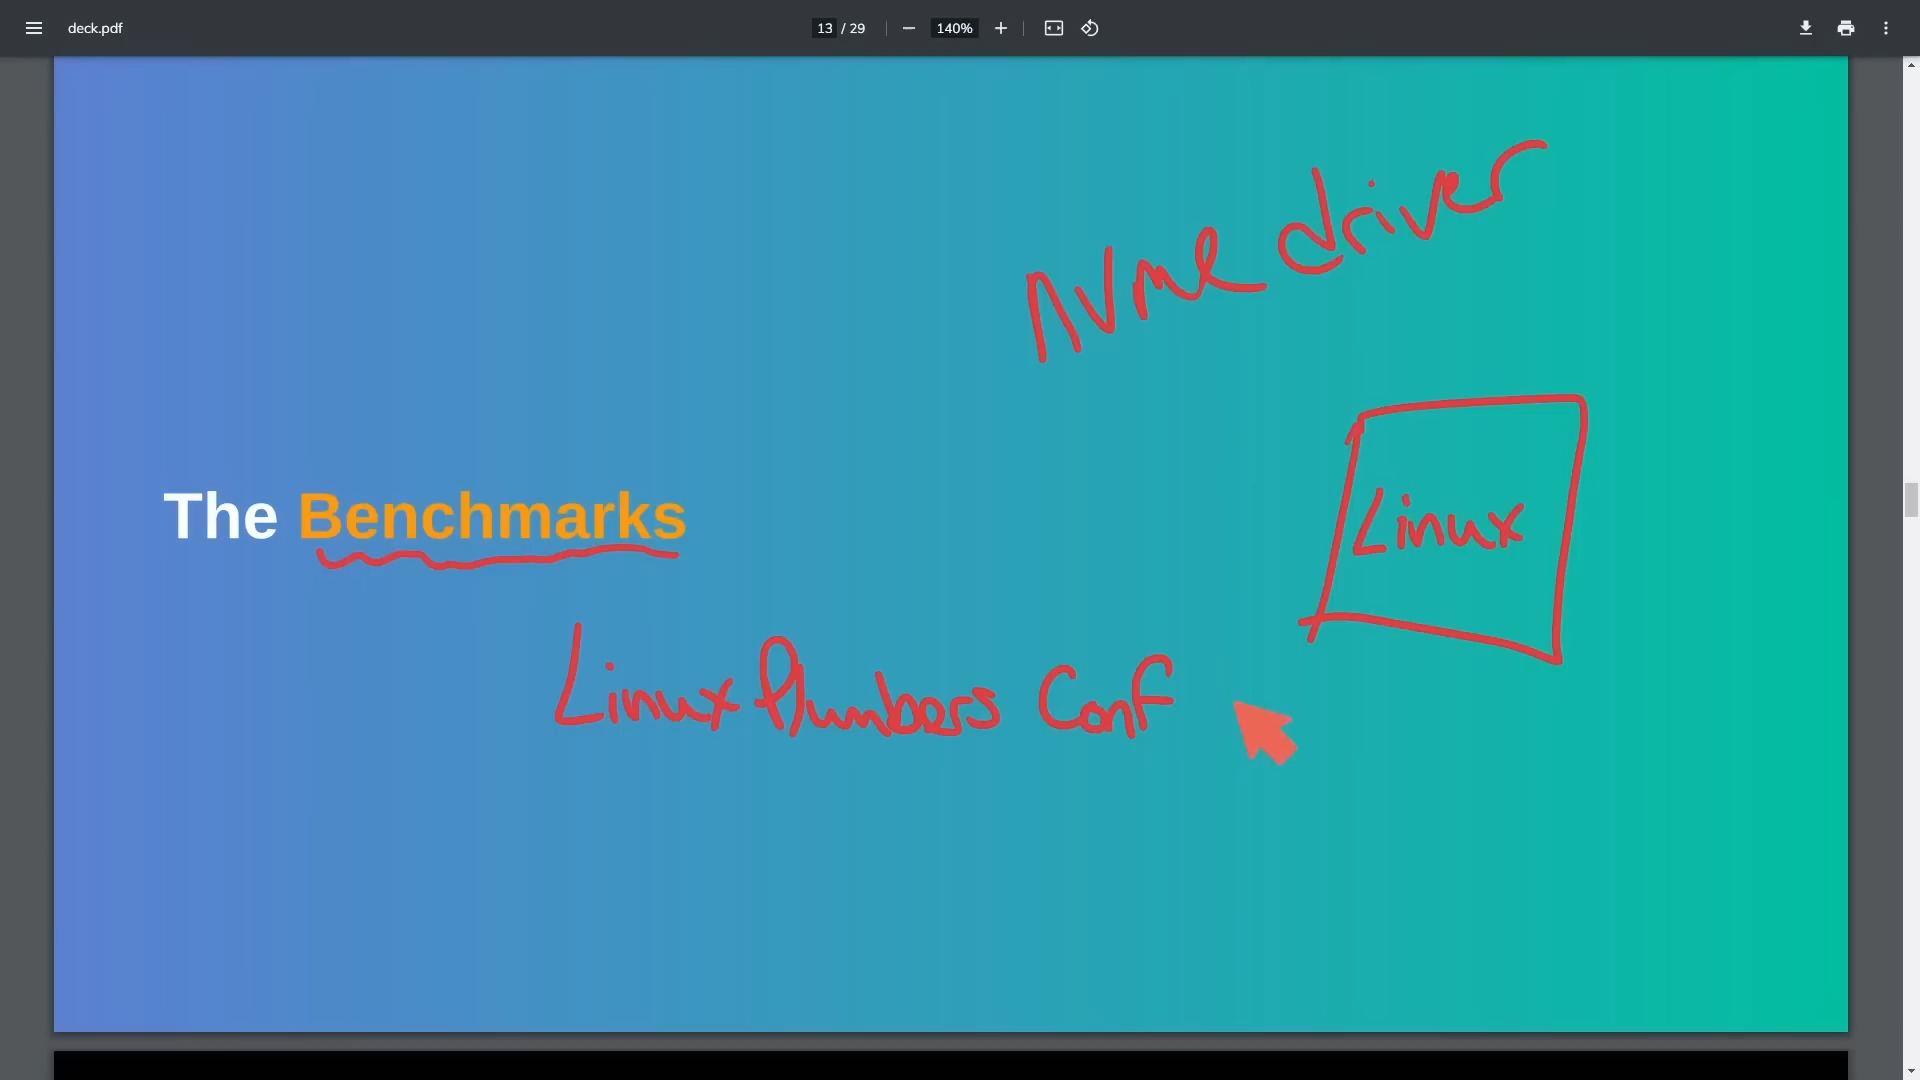 deck.pdf
13 / 29
140%
NVMe driver
Linux
The Benchmarks
Linux Plumbers Conf